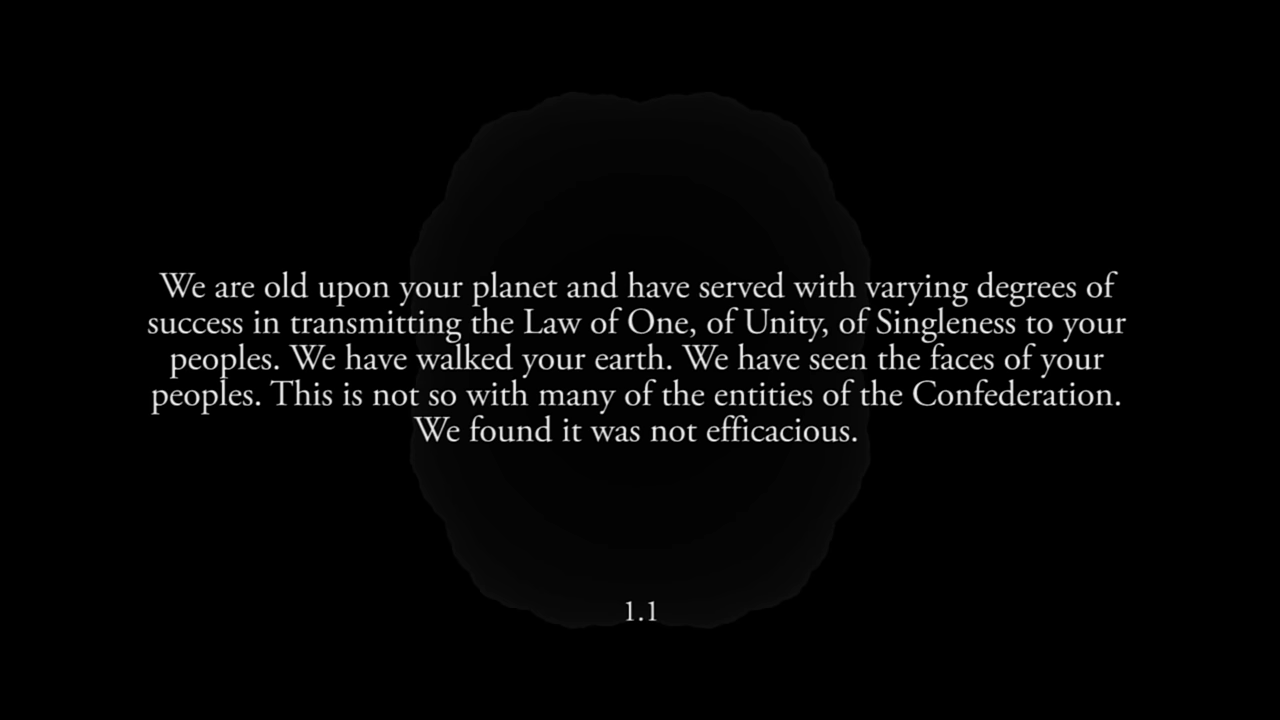 We are old upon your planet and have served with varying degrees of
success in transmitting the Law of One, of Unity, of Singleness to your
peoples. We have walked your earth. We have seen the faces of your
peoples. This is not so with many of the entities of the Confederation.
We found it was not efficacious.
1.1